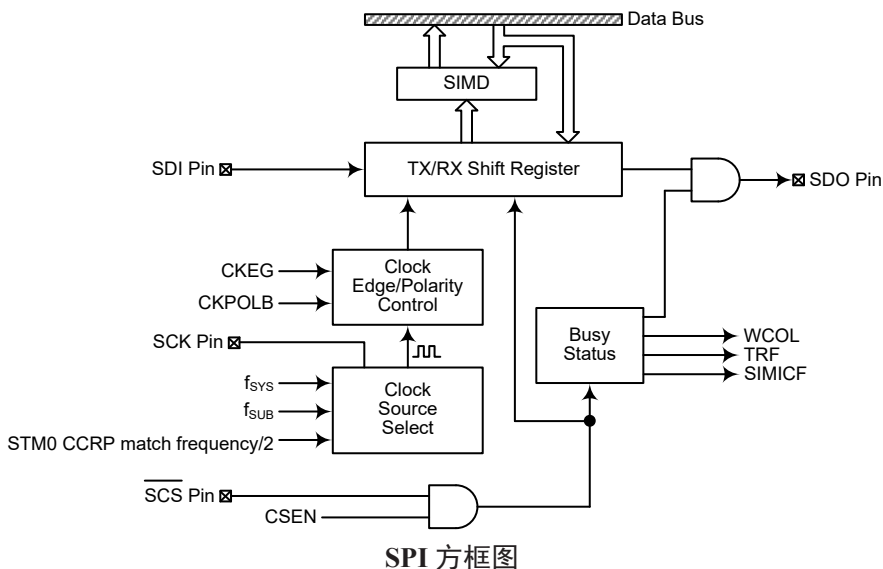 Data Bus
SIMD
SDI Pin
TX/RX Shift Register
SDO Pin
CKEG
CKPOLB
Clock
Edge/Polarity
Control
SCK Pin
Busy
Status
WCOL
TRF
SIMICF
fSYS
fSUB
STM0 CCRP match frequency/2
Clock
Source
Select
SCS Pin
CSEN
SPI 方框图